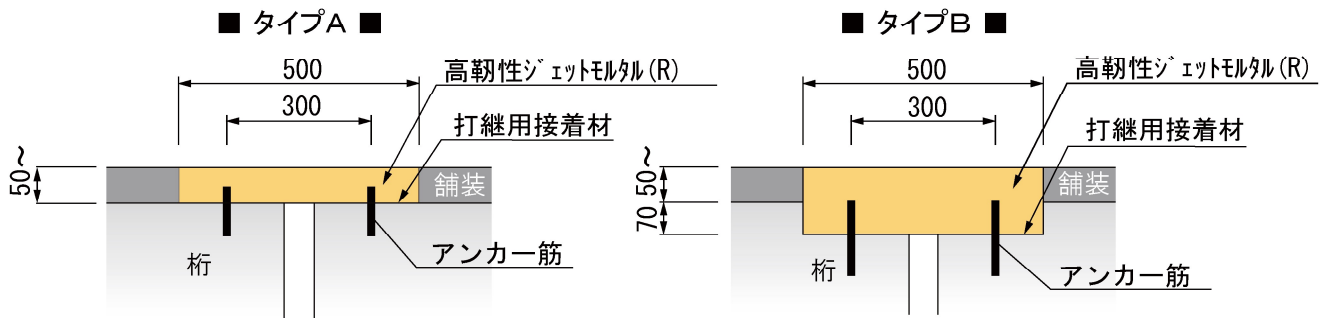 ■ タイプA ■
500
300
高靭性ジェットモルタル(R)
打継用接着材
50~
舗装
桁
アンカー筋
■ タイプB ■
500
300
高靭性ジェットモルタル(R)
打継用接着材
50~
70
舗装
桁
アンカー筋